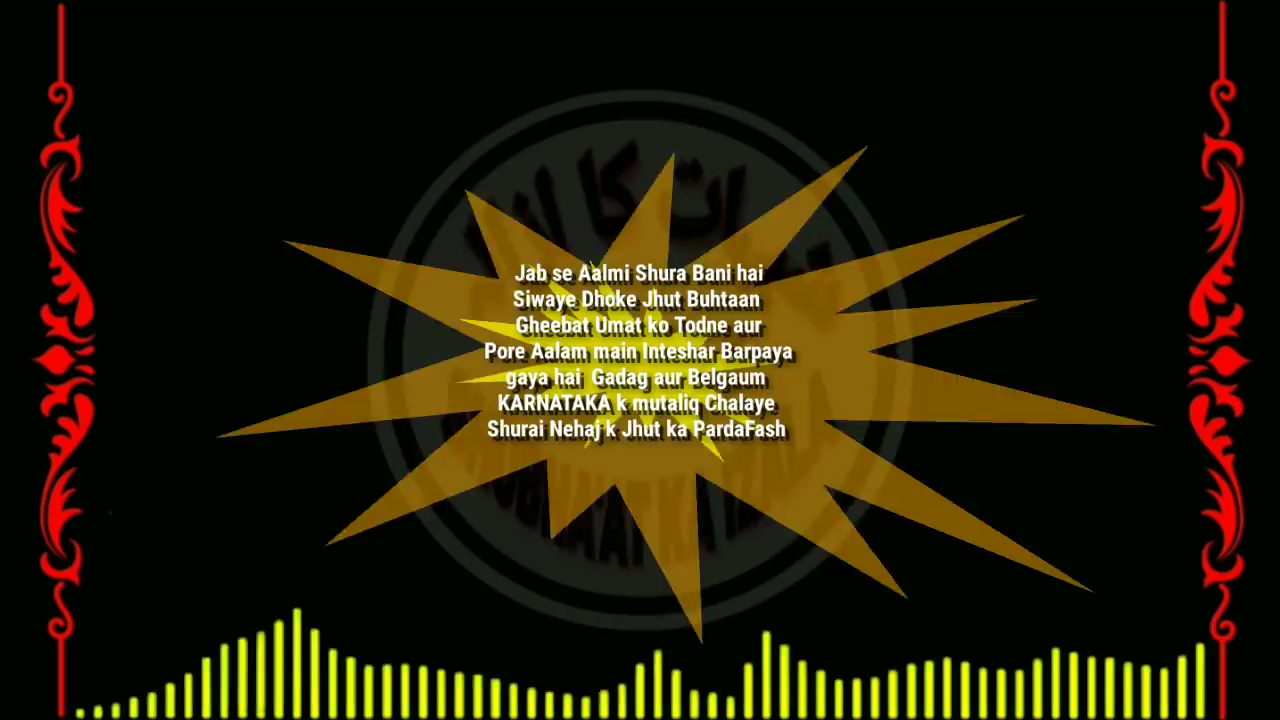 Jab se Aalmi Shura Bani hai
Siwaye Dhoke Jhut Buhtaan
Gheebat Umat ko Todne aur
Pore Aalam main Inteshar Barpaya
gaya hai Gadag aur Belgaum
KARNATAKA k mutaliq Chalaye
Shurai Nehaj k Jhut ka PardaFash